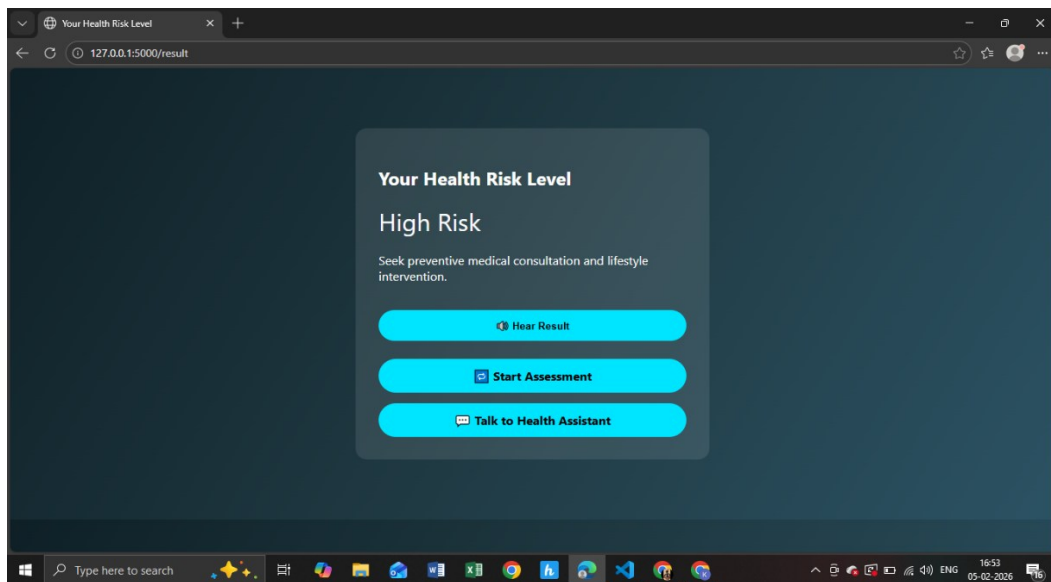 Your Health Risk Level
127.0.0.1:5000/result
Your Health Risk Level
High Risk
Seek preventive medical consultation and lifestyle
intervention.
Hear Result
Start Assessment
Talk to Health Assistant
Type here to search
ENG
16:53
05-02-2026
16